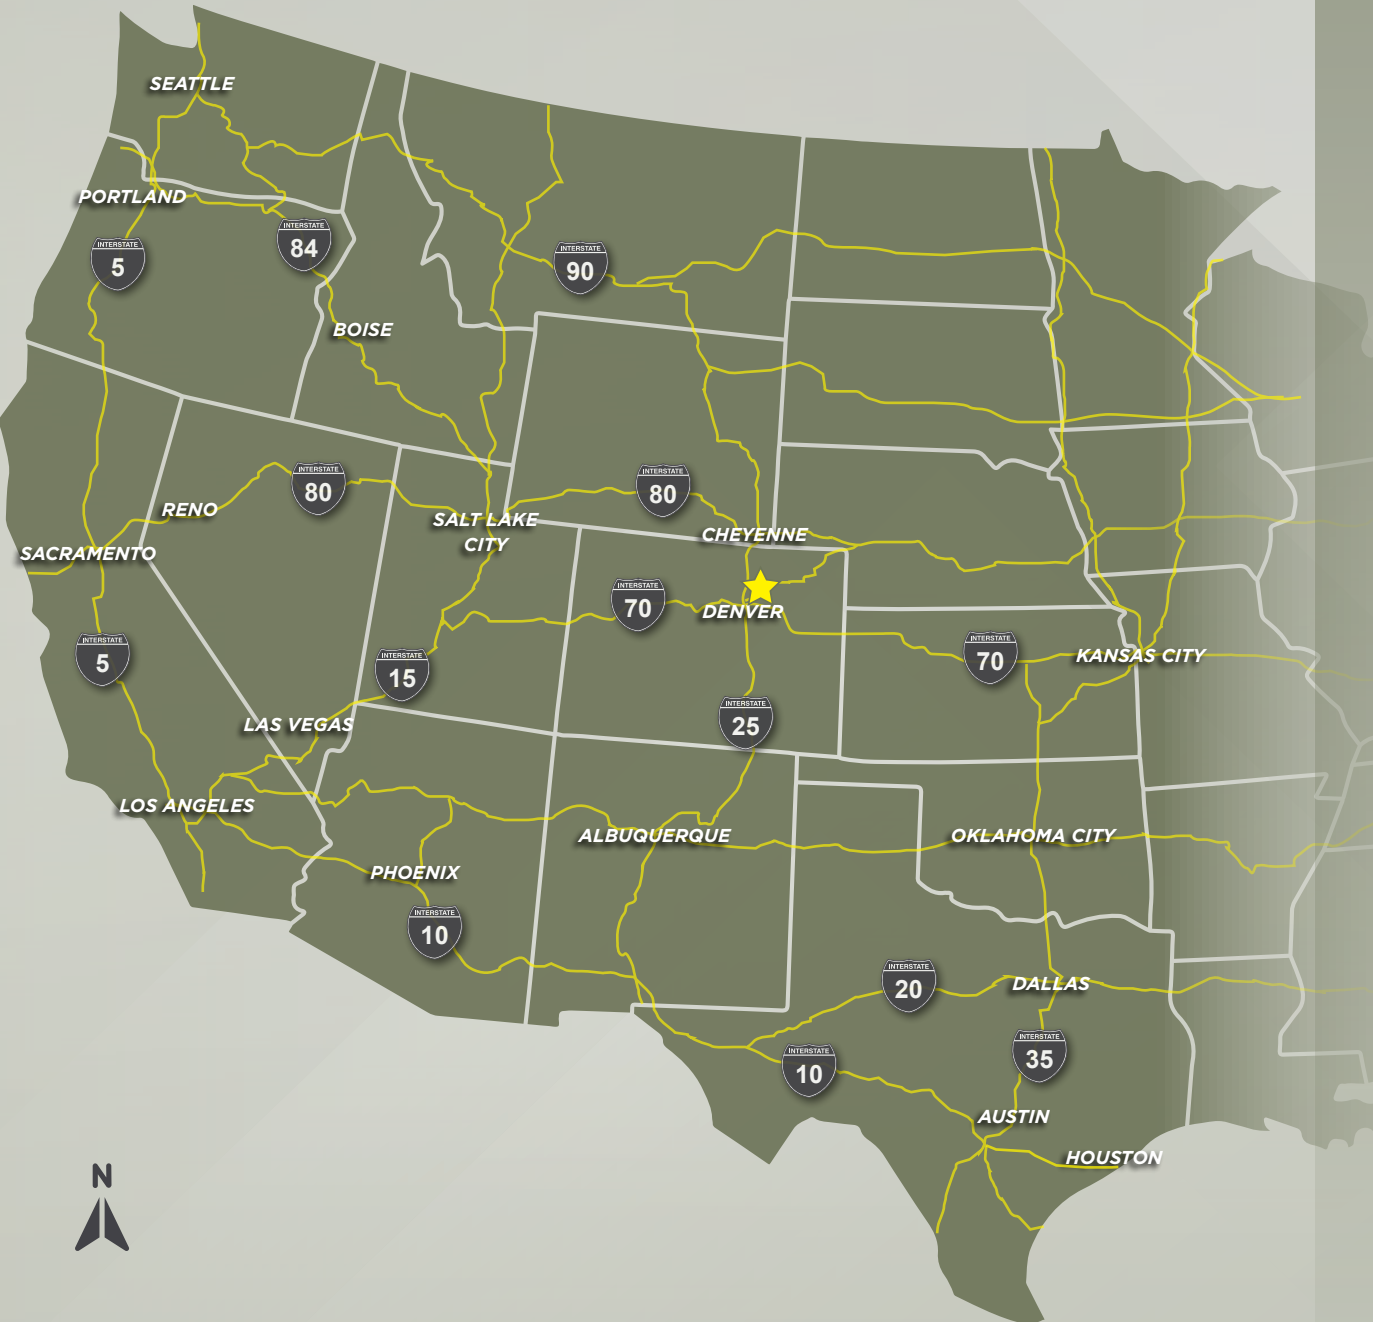 SEATTLE
PORTLAND
INTERSTATE
5
INTERSTATE
84
INTERSTATE
90
BOISE
INTERSTATE
80
RENO
INTERSTATE
80
SALT LAKE
CITY
CHEYENNE
SACRAMENTO
INTERSTATE
70
DENVER
INTERSTATE
5
INTERSTATE
15
INTERSTATE
70
KANSAS CITY
LAS VEGAS
INTERSTATE
25
LOS ANGELES
ALBUQUERQUE
OKLAHOMA CITY
PHOENIX
INTERSTATE
10
INTERSTATE
20
DALLAS
INTERSTATE
10
INTERSTATE
35
AUSTIN
HOUSTON
N